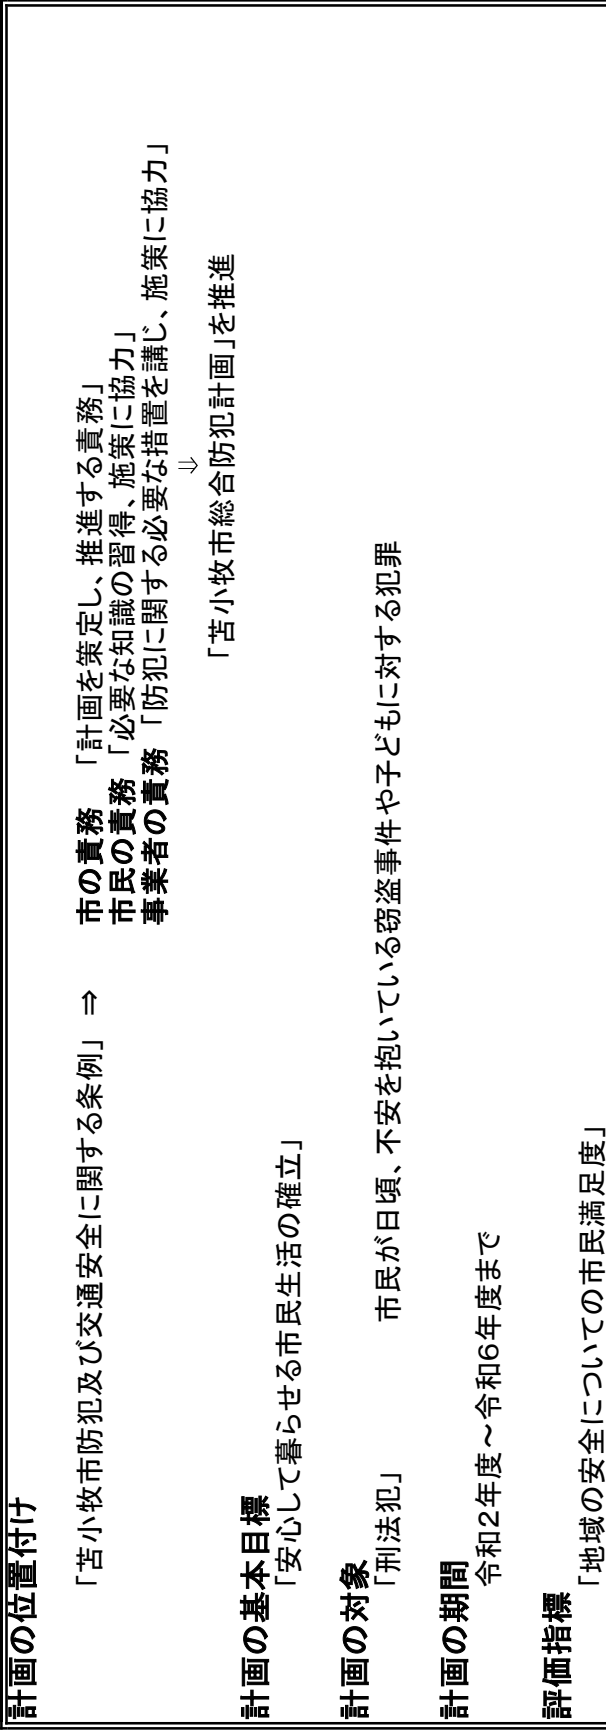 計画の位置付け
「苫小牧市防犯及び交通安全に関する条例」 ⇒ 市の責務 「計画を策定し、推進する責務」
市民の責務 「必要な知識の習得、施策に協力」
事業者の責務 「防犯に関する必要な措置を講じ、施策に協力」
⇓
「苫小牧市総合防犯計画」を推進
計画の基本目標
「安心して暮らせる市民生活の確立」
計画の対象
「刑法犯」 市民が日頃、不安を抱いている窃盗事件や子どもに対する犯罪
計画の期間
令和2年度～令和6年度まで
評価指標
「地域の安全についての市民満足度」